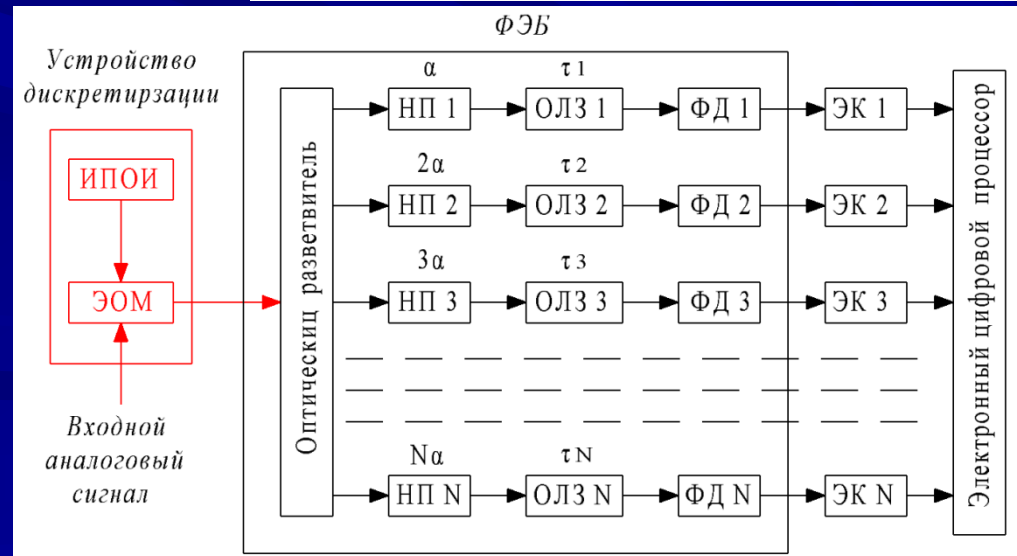 ФЭБ
Устройство
дискретирзации
ИПОИ
ЭОМ
Входной
аналоговый
сигнал
Оптическиц разветвитель
α
τ1
НП 1
ОЛЗ 1
ФД 1
ЭК 1
2α
τ2
НП 2
ОЛЗ 2
ФД 2
ЭК 2
3α
τ3
НП 3
ОЛЗ 3
ФД 3
ЭК 3
Nα
τN
НП N
ОЛЗ N
ФД N
ЭК N
Электронный цифровой процессор